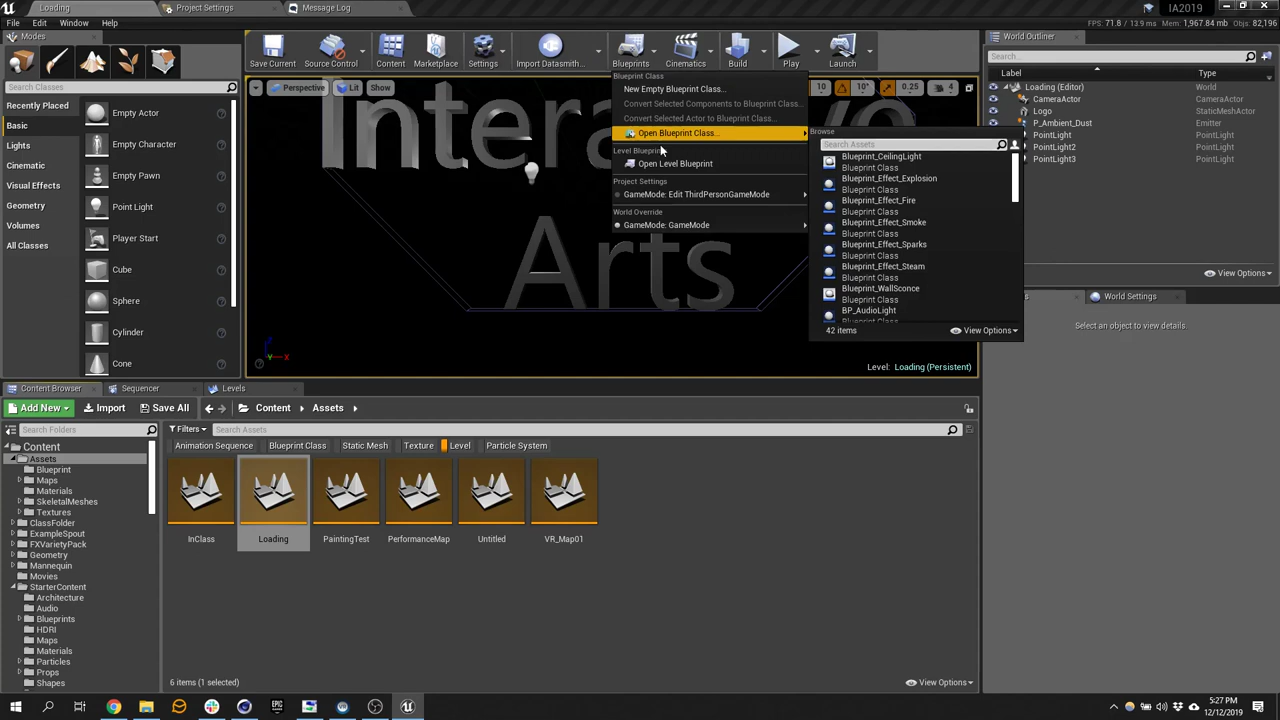 Loading
Project Settings
Message Log
IA2019
File Edit Window Help
FPS: 71.8 / 13.9 ms Mem: 1,967.84 mb Objs: 82,196
Modes
Search Classes
Recently Placed
Basic
Lights
Cinematic
Visual Effects
Geometry
Volumes
All Classes
Empty Actor
Empty Character
Empty Pawn
Point Light
Player Start
Cube
Sphere
Cylinder
Cone
Save Current
Source Control
Content
Marketplace
Settings
Import Datasmith...
Blueprints
Cinematics
Build
Play
Launch
Perspective
Lit
Show
10
10°
0.25
4
Arts
Level: Loading (Persistent)
Blueprint Class
New Empty Blueprint Class...
Convert Selected Components to Blueprint Class...
Convert Selected Actor to Blueprint Class...
Open Blueprint Class...
Level Blueprints
Open Level Blueprint
Project Settings
GameMode: Edit ThirdPersonGameMode
World Override
GameMode: GameMode
Browse
Search Assets
Blueprint_CeilingLight
Blueprint Class
Blueprint_Effect_Explosion
Blueprint Class
Blueprint_Effect_Fire
Blueprint Class
Blueprint_Effect_Smoke
Blueprint Class
Blueprint_Effect_Sparks
Blueprint Class
Blueprint_Effect_Steam
Blueprint Class
Blueprint_WallSconce
Blueprint Class
BP_AudioLight
Blueprint Class
42 items
View Options
World Outliner
Search...
Label Type
Loading (Editor) World
CameraActor CameraActor
Logo StaticMeshActor
P_Ambient_Dust Emitter
PointLight PointLight
PointLight2 PointLight
PointLight3 PointLight
View Options
World Settings
Select an object to view details.
Content Browser
Sequencer
Levels
Add New
Import
Save All
Content
Assets
Search Folders
Filters
Search Assets
Animation Sequence
Blueprint Class
Static Mesh
Texture
Level
Particle System
Content
Assets
Blueprint
Maps
Materials
SkeletalMeshes
Textures
ClassFolder
ExampleSpout
FXVarietyPack
Geometry
Mannequin
Movies
StarterContent
Architecture
Audio
Blueprints
HDRI
Maps
Materials
Particles
Props
Shapes
InClass
Loading
PaintingTest
PerformanceMap
Untitled
VR_Map01
6 items (1 selected)
View Options
5:27 PM
12/12/2019